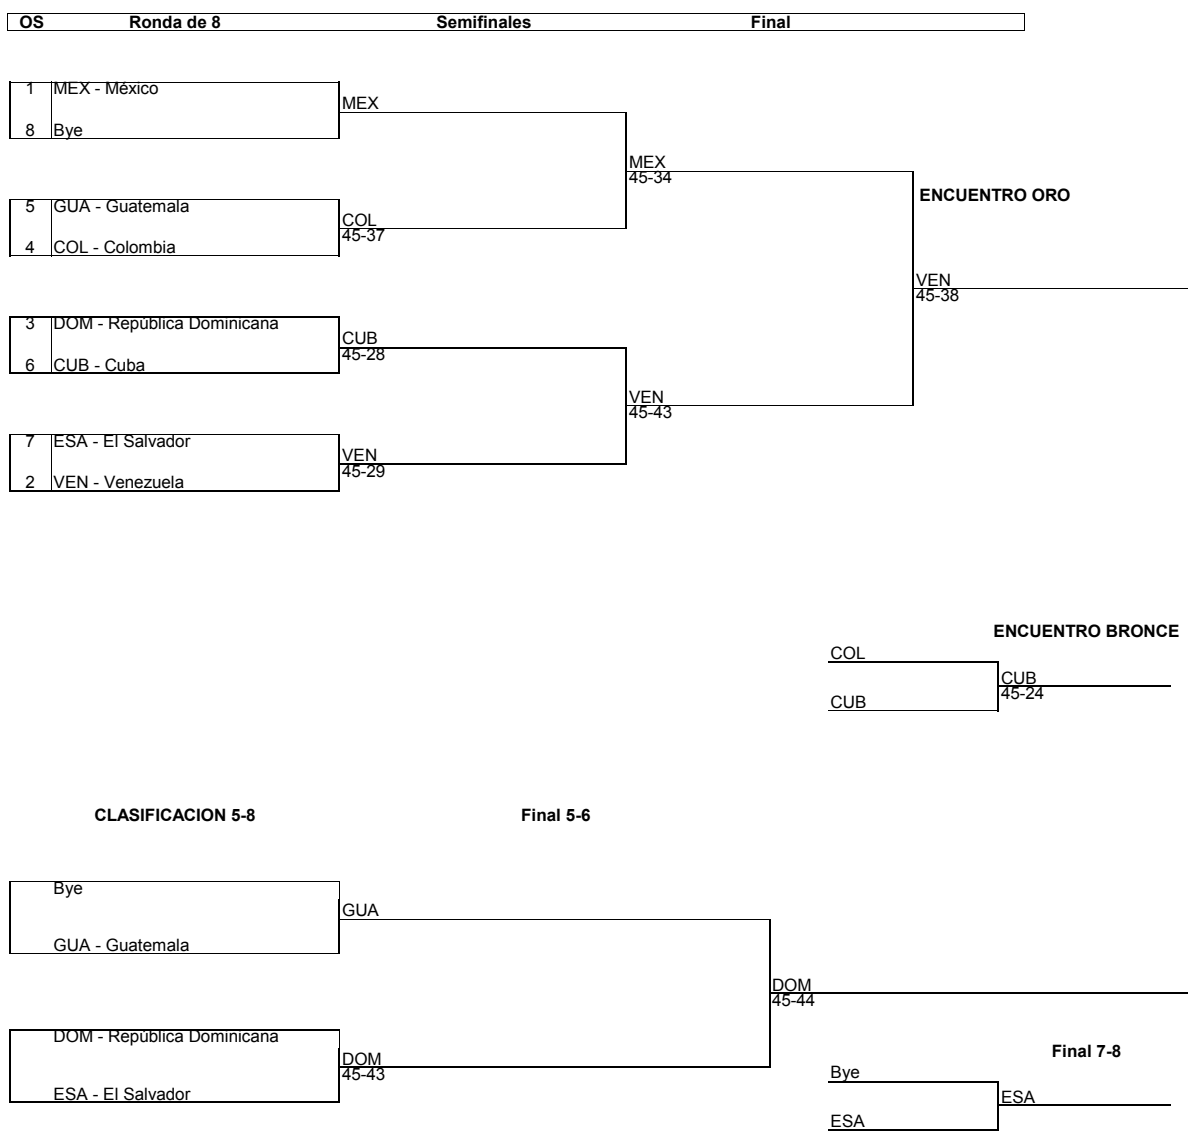 OS Ronda de 8 Semifinales Final
1 MEX - México
MEX
8 Bye
MEX
45-34
ENCUENTRO ORO
5 GUA - Guatemala
COL
45-37
4 COL - Colombia
VEN
45-38
3 DOM - República Dominicana
CUB
45-28
6 CUB - Cuba
VEN
45-43
7 ESA - El Salvador
VEN
45-29
2 VEN - Venezuela
ENCUENTRO BRONCE
COL
CUB
45-24
CUB
CLASIFICACION 5-8 Final 5-6
Bye
GUA
GUA - Guatemala
DOM
45-44
DOM - República Dominicana
DOM
45-43
ESA - El Salvador
Final 7-8
Bye
ESA
ESA